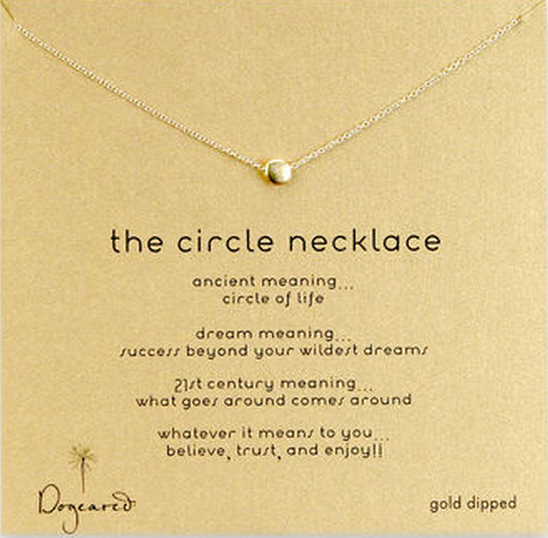 the circle necklace
ancient meaning...
circle of life
dream meaning...
success beyond your wildest dreams
21st century meaning...
what goes around comes around
whatever it means to you...
believe, trust, and enjoy!!
Dogeared
gold dipped